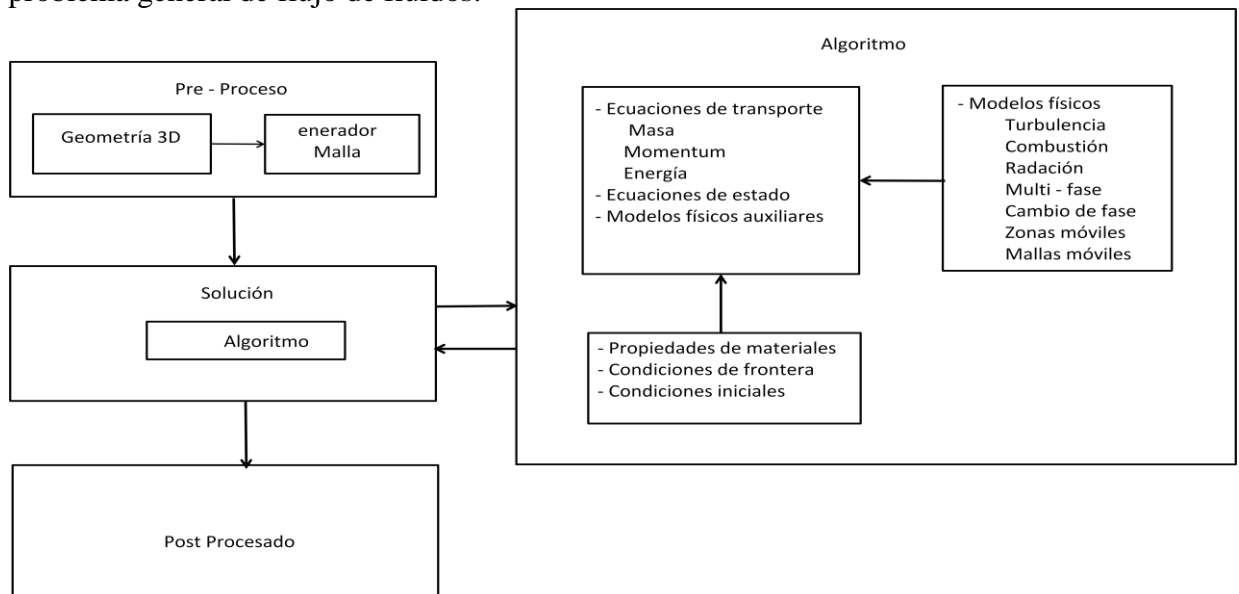 problema general de flujo de fluidos.
Pre - Proceso
Geometría 3D
enerador
Malla
Solución
Algoritmo
Post Procesado
Algoritmo
- Ecuaciones de transporte
Masa
Momentum
Energía
- Ecuaciones de estado
- Modelos físicos auxiliares
- Modelos físicos
Turbulencia
Combustión
Radación
Multi - fase
Cambio de fase
Zonas móviles
Mallas móviles
- Propiedades de materiales
- Condiciones de frontera
- Condiciones iniciales